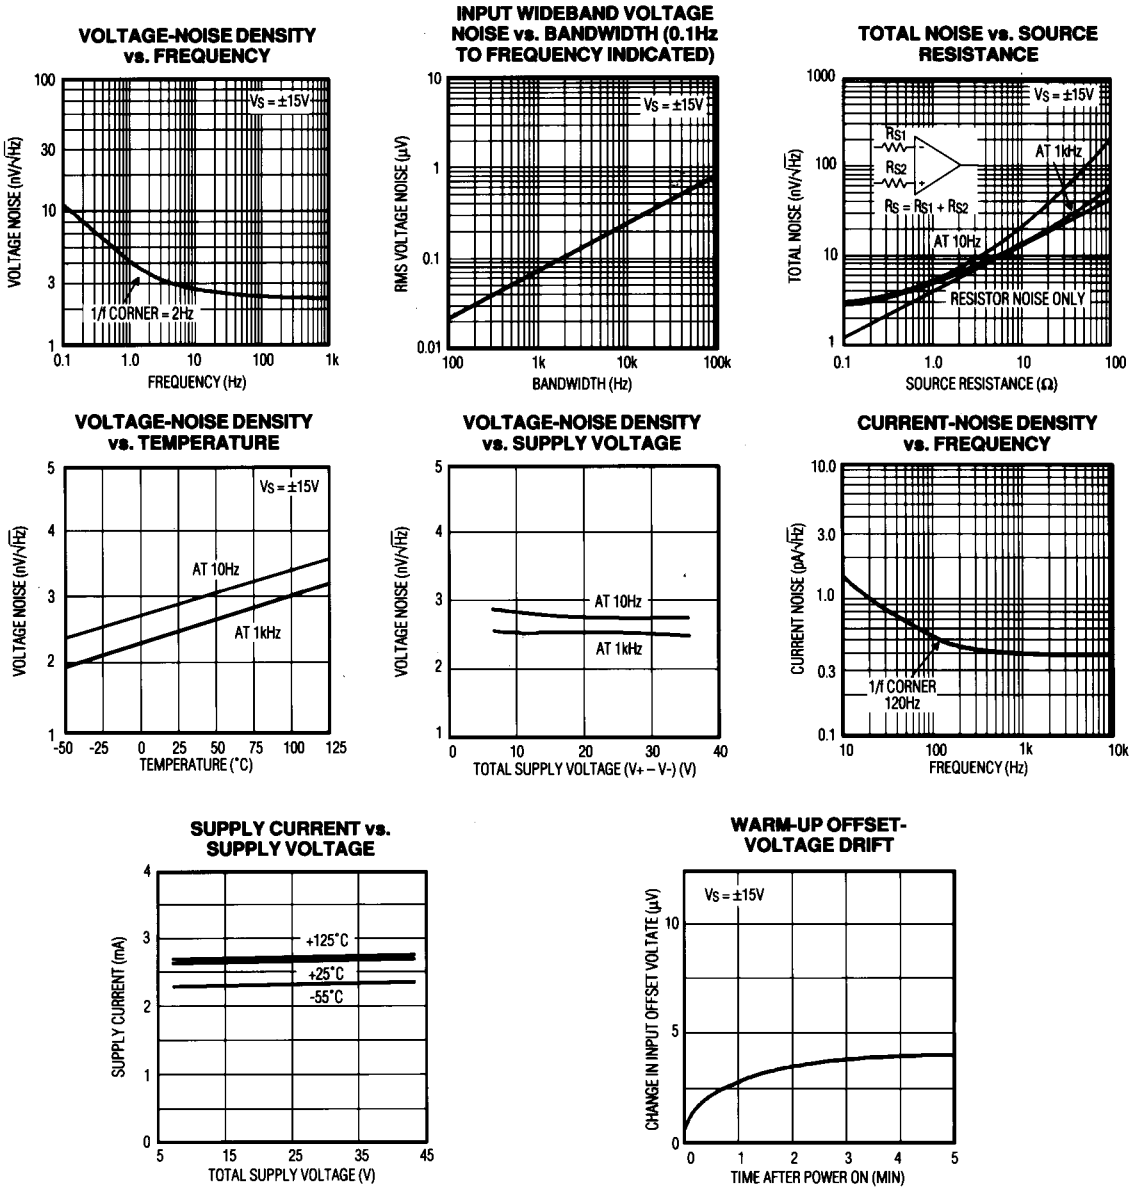 VOLTAGE-NOISE DENSITY
vs. FREQUENCY
VOLTAGE NOISE (nV/√Hz)
100
30
10
3
1
VS = ±15V
1/f CORNER = 2Hz
0.1
1.0
10
100
1k
FREQUENCY (Hz)
INPUT WIDEBAND VOLTAGE
NOISE vs. BANDWIDTH (0.1Hz
TO FREQUENCY INDICATED)
RMS VOLTAGE NOISE (µV)
10
1
0.1
0.01
VS = ±15V
100
1k
10k
100k
BANDWIDTH (Hz)
TOTAL NOISE vs. SOURCE
RESISTANCE
TOTAL NOISE (nV/√Hz)
1000
100
10
1
VS = ±15V
RS1
RS2
RS = RS1 + RS2
AT 1kHz
AT 10Hz
RESISTOR NOISE ONLY
0.1
1.0
10
100
SOURCE RESISTANCE (Ω)
VOLTAGE-NOISE DENSITY
vs. TEMPERATURE
VOLTAGE NOISE (nV/√Hz)
5
4
3
2
1
VS = ±15V
AT 10Hz
AT 1kHz
-50
-25
0
25
50
75
100
125
TEMPERATURE (°C)
VOLTAGE-NOISE DENSITY
vs. SUPPLY VOLTAGE
VOLTAGE NOISE (nV/√Hz)
5
4
3
2
1
AT 10Hz
AT 1kHz
0
10
20
30
40
TOTAL SUPPLY VOLTAGE (V+ – V-) (V)
CURRENT-NOISE DENSITY
vs. FREQUENCY
CURRENT NOISE (pA/√Hz)
10.0
3.0
1.0
0.3
0.1
1/f CORNER
120Hz
10
100
1k
10k
FREQUENCY (Hz)
SUPPLY CURRENT vs.
SUPPLY VOLTAGE
SUPPLY CURRENT (mA)
4
3
2
1
0
+125°C
+25°C
-55°C
5
15
25
35
45
TOTAL SUPPLY VOLTAGE (V)
WARM-UP OFFSET-
VOLTAGE DRIFT
CHANGE IN INPUT OFFSET VOLTATE (µV)
10
5
0
VS = ±15V
0
1
2
3
4
5
TIME AFTER POWER ON (MIN)